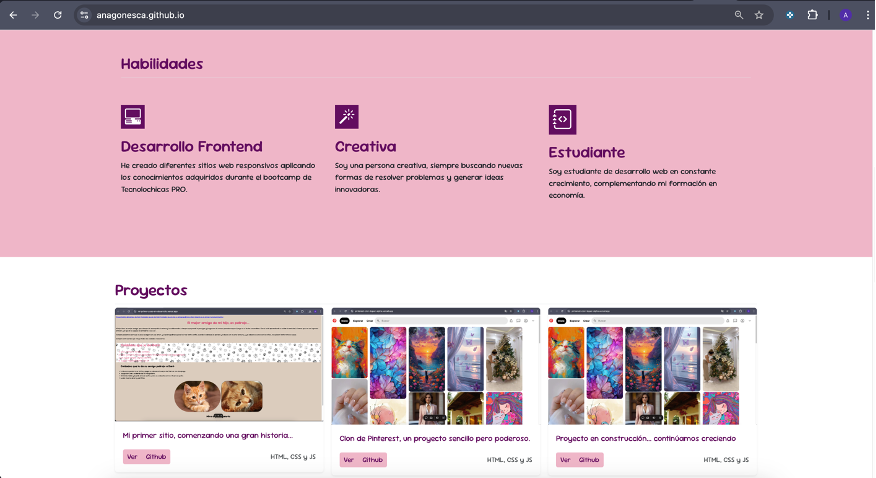 anagonesca.github.io
A
Habilidades
Desarrollo Frontend
He creado diferentes sitios web responsivos aplicando
los conocimientos adquiridos durante el bootcamp de
Tecnolochicas PRO.
Creativa
Soy una persona creativa, siempre buscando nuevas
formas de resolver problemas y generar ideas
innovadoras.
Estudiante
Soy estudiante de desarrollo web en constante
crecimiento, complementando mi formación en
economía.
Proyectos
Mi primer sitio, comenzando una gran historia...
Ver Github
HTML, CSS y JS
Clon de Pinterest, un proyecto sencillo pero poderoso.
Ver Github
HTML, CSS y JS
Proyecto en construcción... continúamos creciendo
Ver Github
HTML, CSS y JS